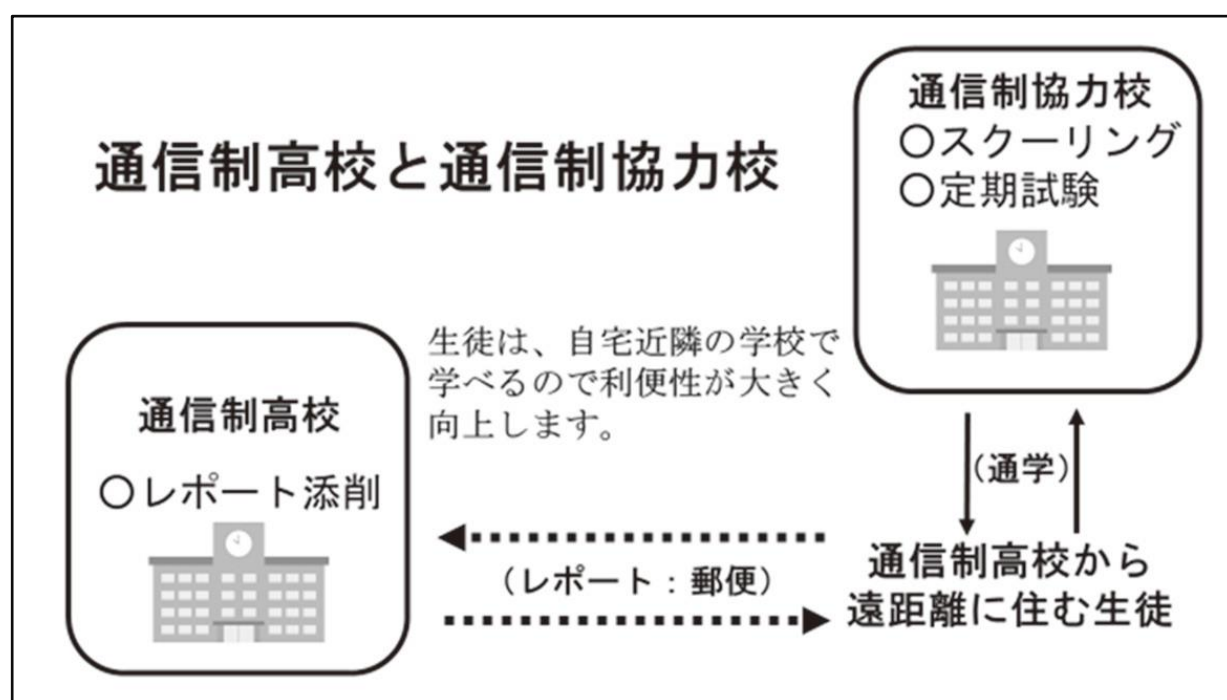 通信制高校と通信制協力校
通信制協力校
○スクーリング
○定期試験
生徒は、自宅近隣の学校で
学べるので利便性が大きく
向上します。
通信制高校
○レポート添削
(通学)
(レポート：郵便)
通信制高校から
遠距離に住む生徒